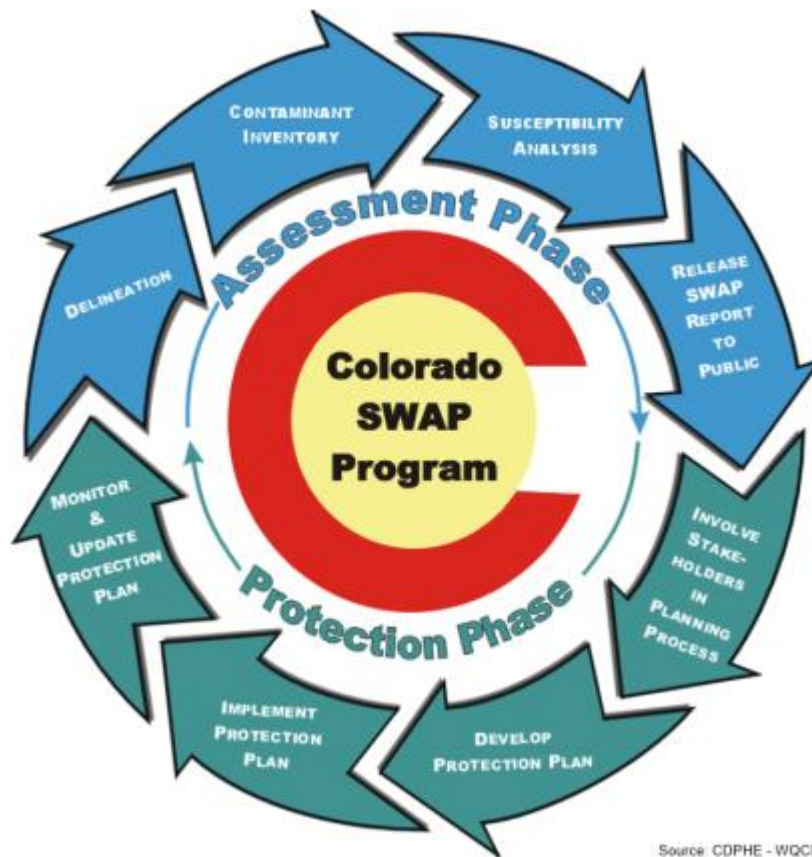 DELINEATION
CONTAMINANT
INVENTORY
SUSCEPTIBILITY
ANALYSIS
RELEASE
SWAP
REPORT
TO
PUBLIC
INVOLVE
STAKE-
HOLDERS
IN
PLANNING
PROCESS
DEVELOP
PROTECTION PLAN
IMPLEMENT
PROTECTION
PLAN
MONITOR
&
UPDATE
PROTECTION
PLAN
Assessment Phase
Colorado
SWAP
Program
Protection Phase
Source: CDPHE - WQC